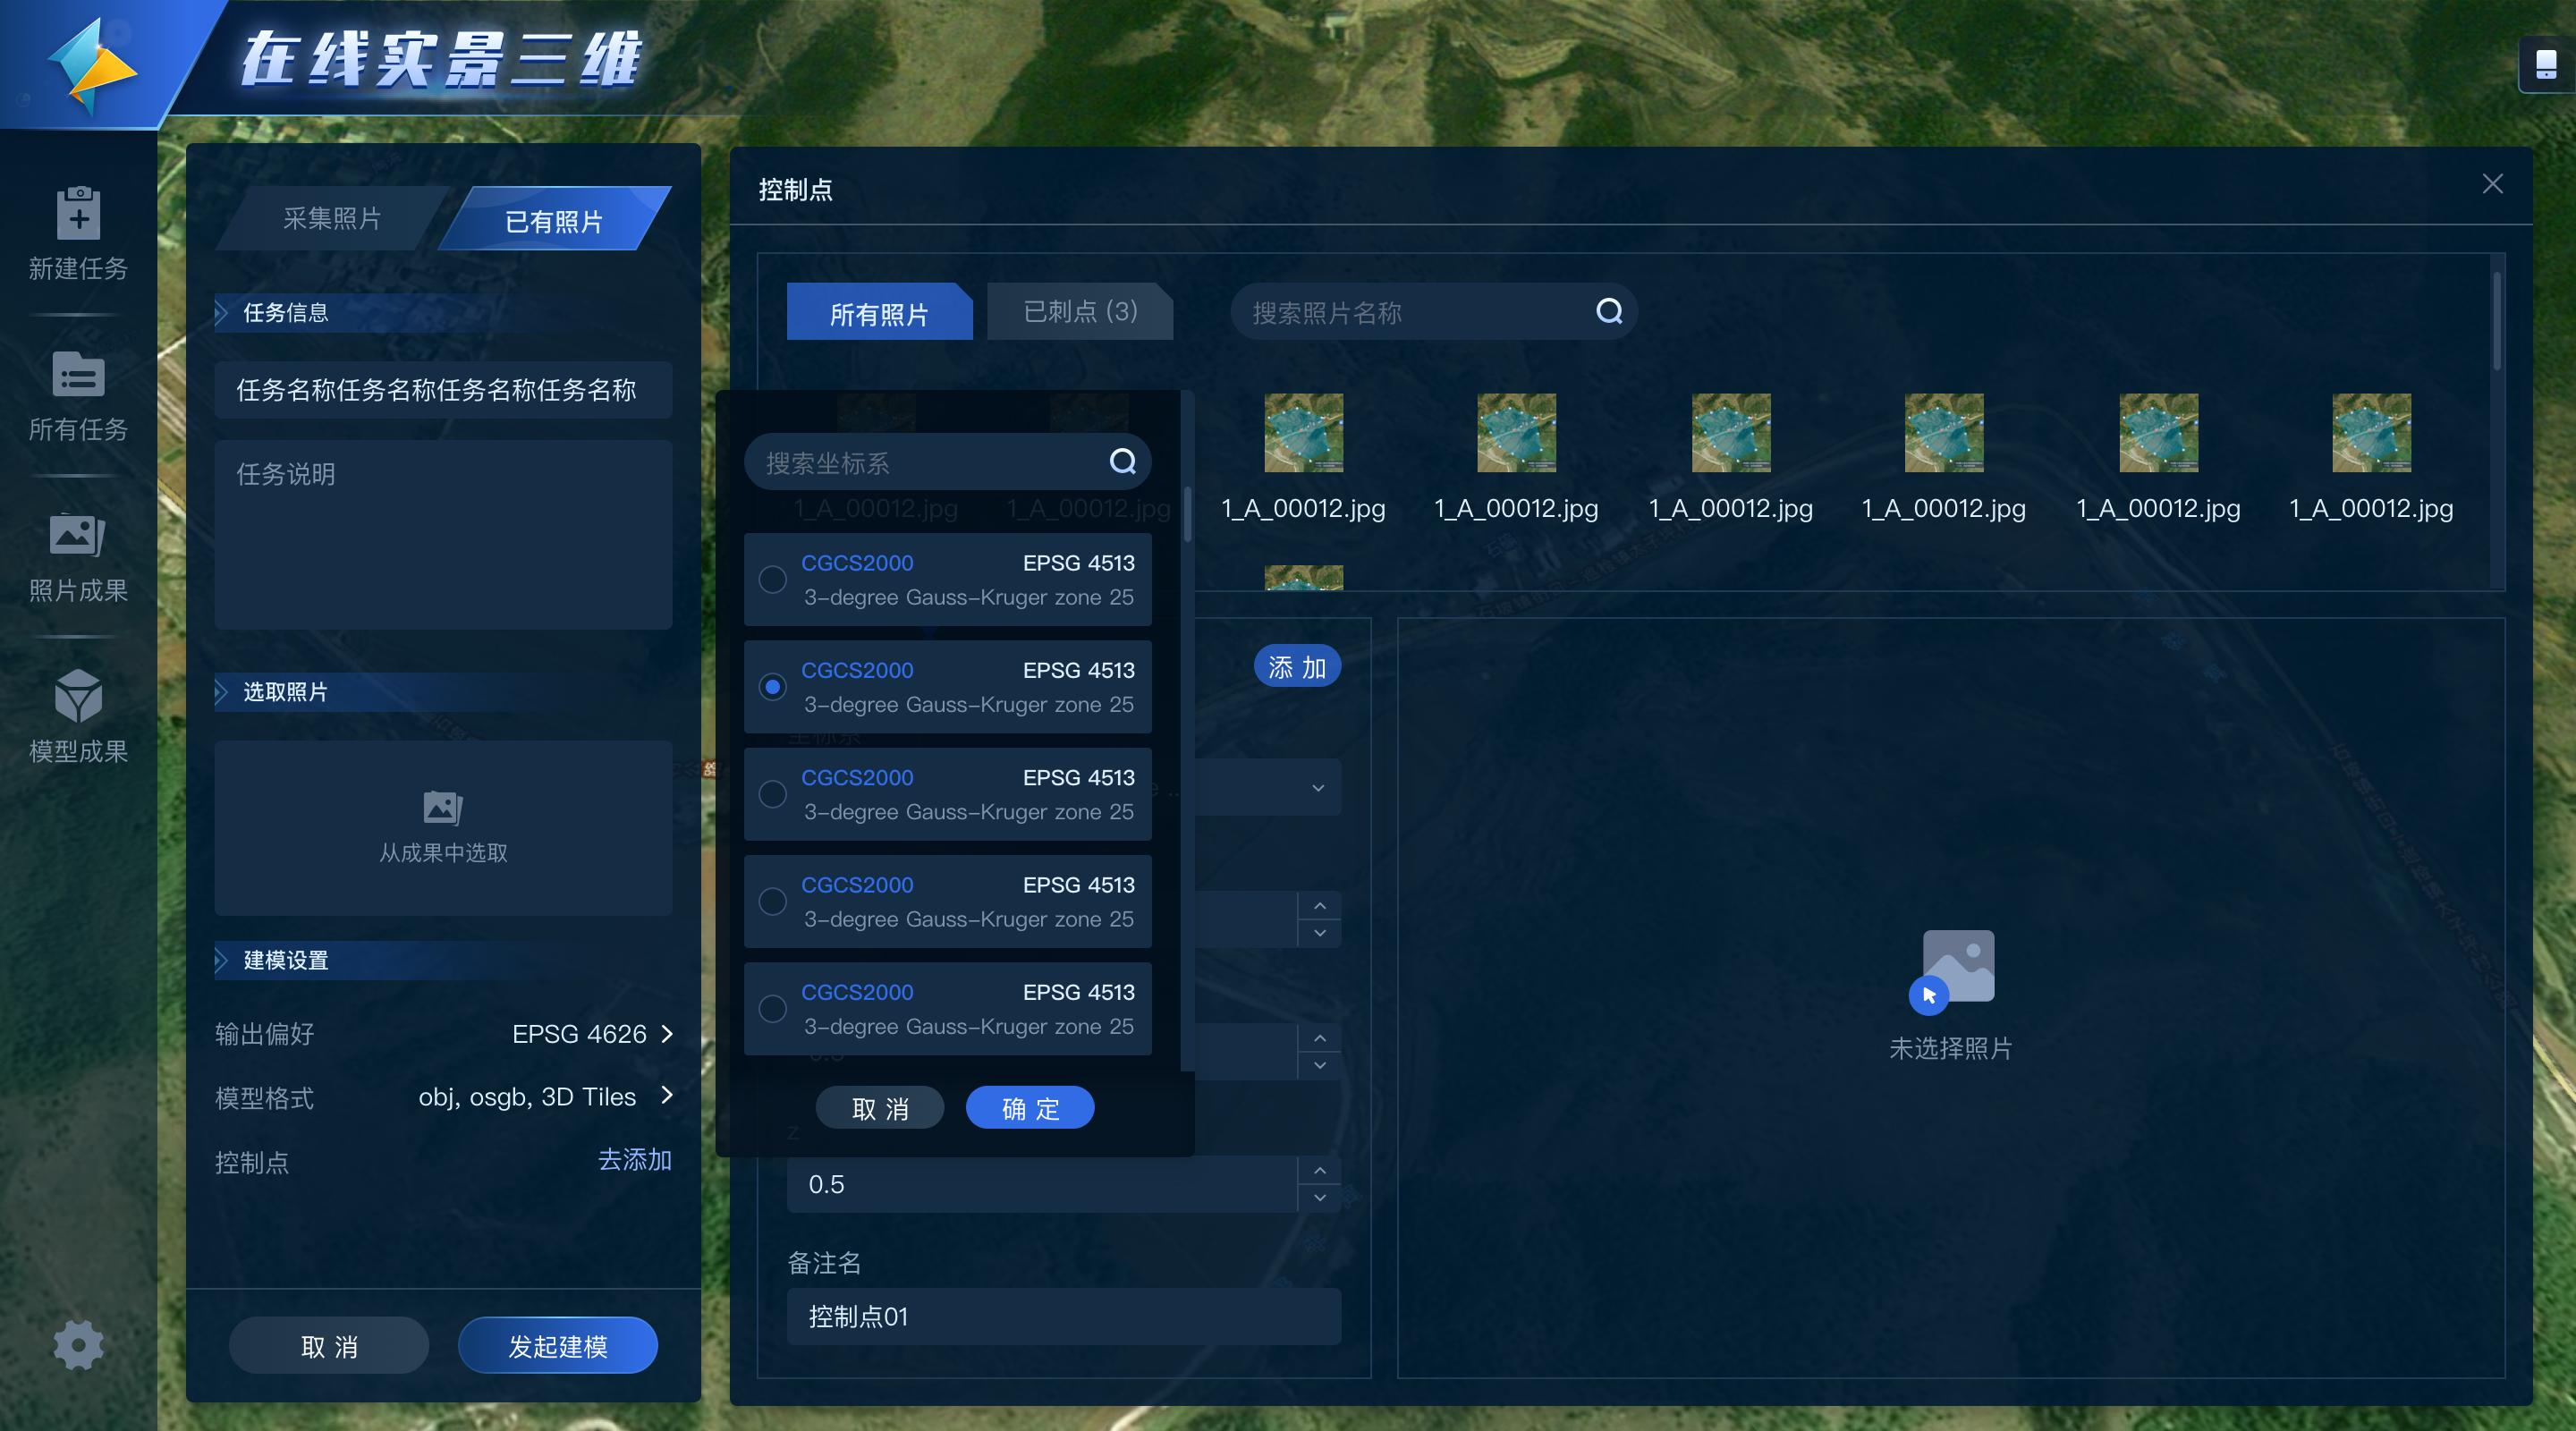 在线实景三维
新建任务
所有任务
照片成果
模型成果
采集照片
已有照片
任务信息
任务名称任务名称任务名称任务名称
任务说明
选取照片
从成果中选取
建模设置
输出偏好 EPSG 4626
模型格式 obj, osgb, 3D Tiles
控制点 去添加
取 消 发起建模
控制点
所有照片 已刺点 (3) 搜索照片名称
1_A_00012.jpg 1_A_00012.jpg 1_A_00012.jpg 1_A_00012.jpg 1_A_00012.jpg 1_A_00012.jpg 1_A_00012.jpg 1_A_00012.jpg
搜索坐标系
CGCS2000 EPSG 4513
3-degree Gauss-Kruger zone 25
CGCS2000 EPSG 4513
3-degree Gauss-Kruger zone 25
CGCS2000 EPSG 4513
3-degree Gauss-Kruger zone 25
CGCS2000 EPSG 4513
3-degree Gauss-Kruger zone 25
CGCS2000 EPSG 4513
3-degree Gauss-Kruger zone 25
取 消 确 定
添 加
坐标系
0.5
z
0.5
备注名
控制点01
未选择照片